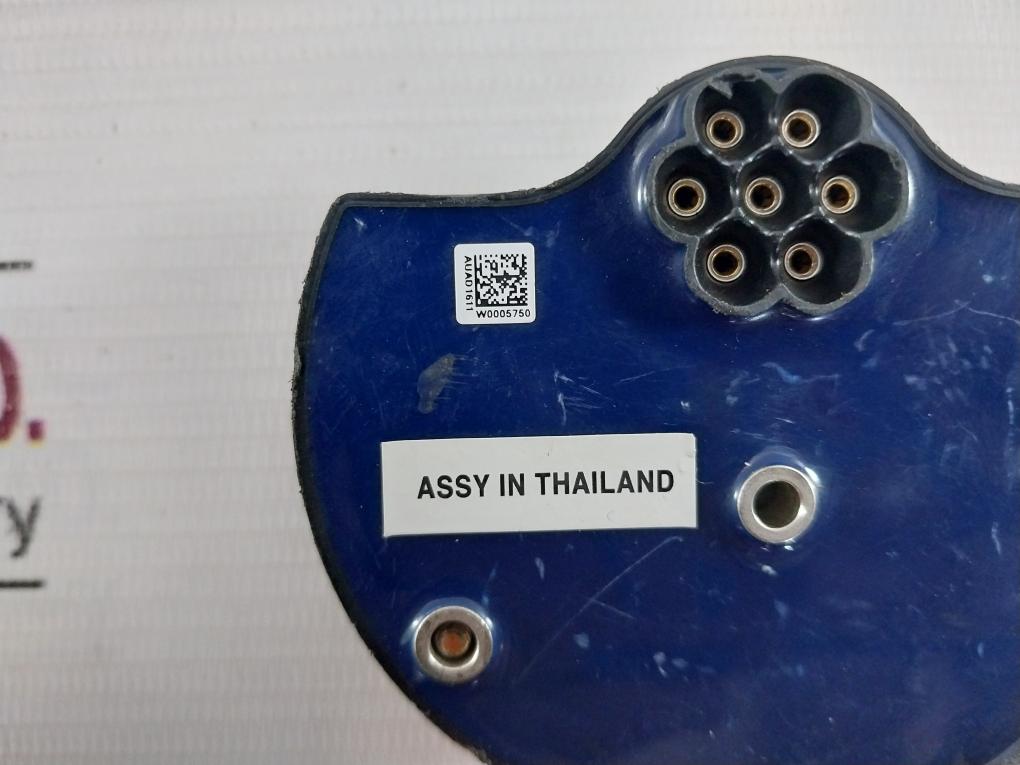 AUAD1611
W0005750
ASSY IN THAILAND